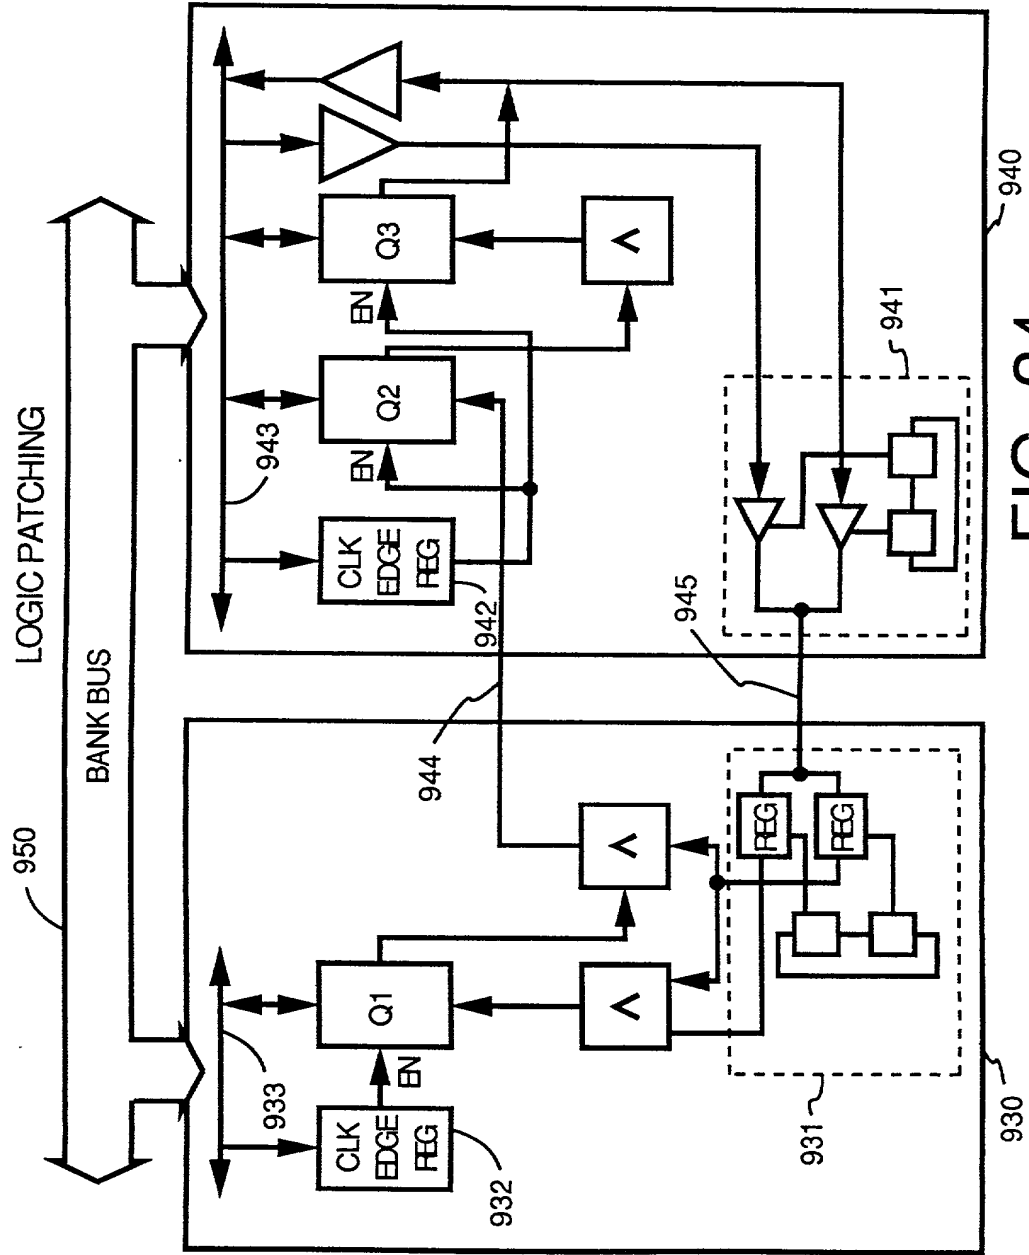 LOGIC PATCHING
950
BANK BUS
933
943
CLK
EDGE
REG
EN
Q1
CLK
EDGE
REG
EN
Q2
EN
Q3
932
944
942
Λ
Λ
Λ
945
REG
REG
931
941
930
940
FIG.